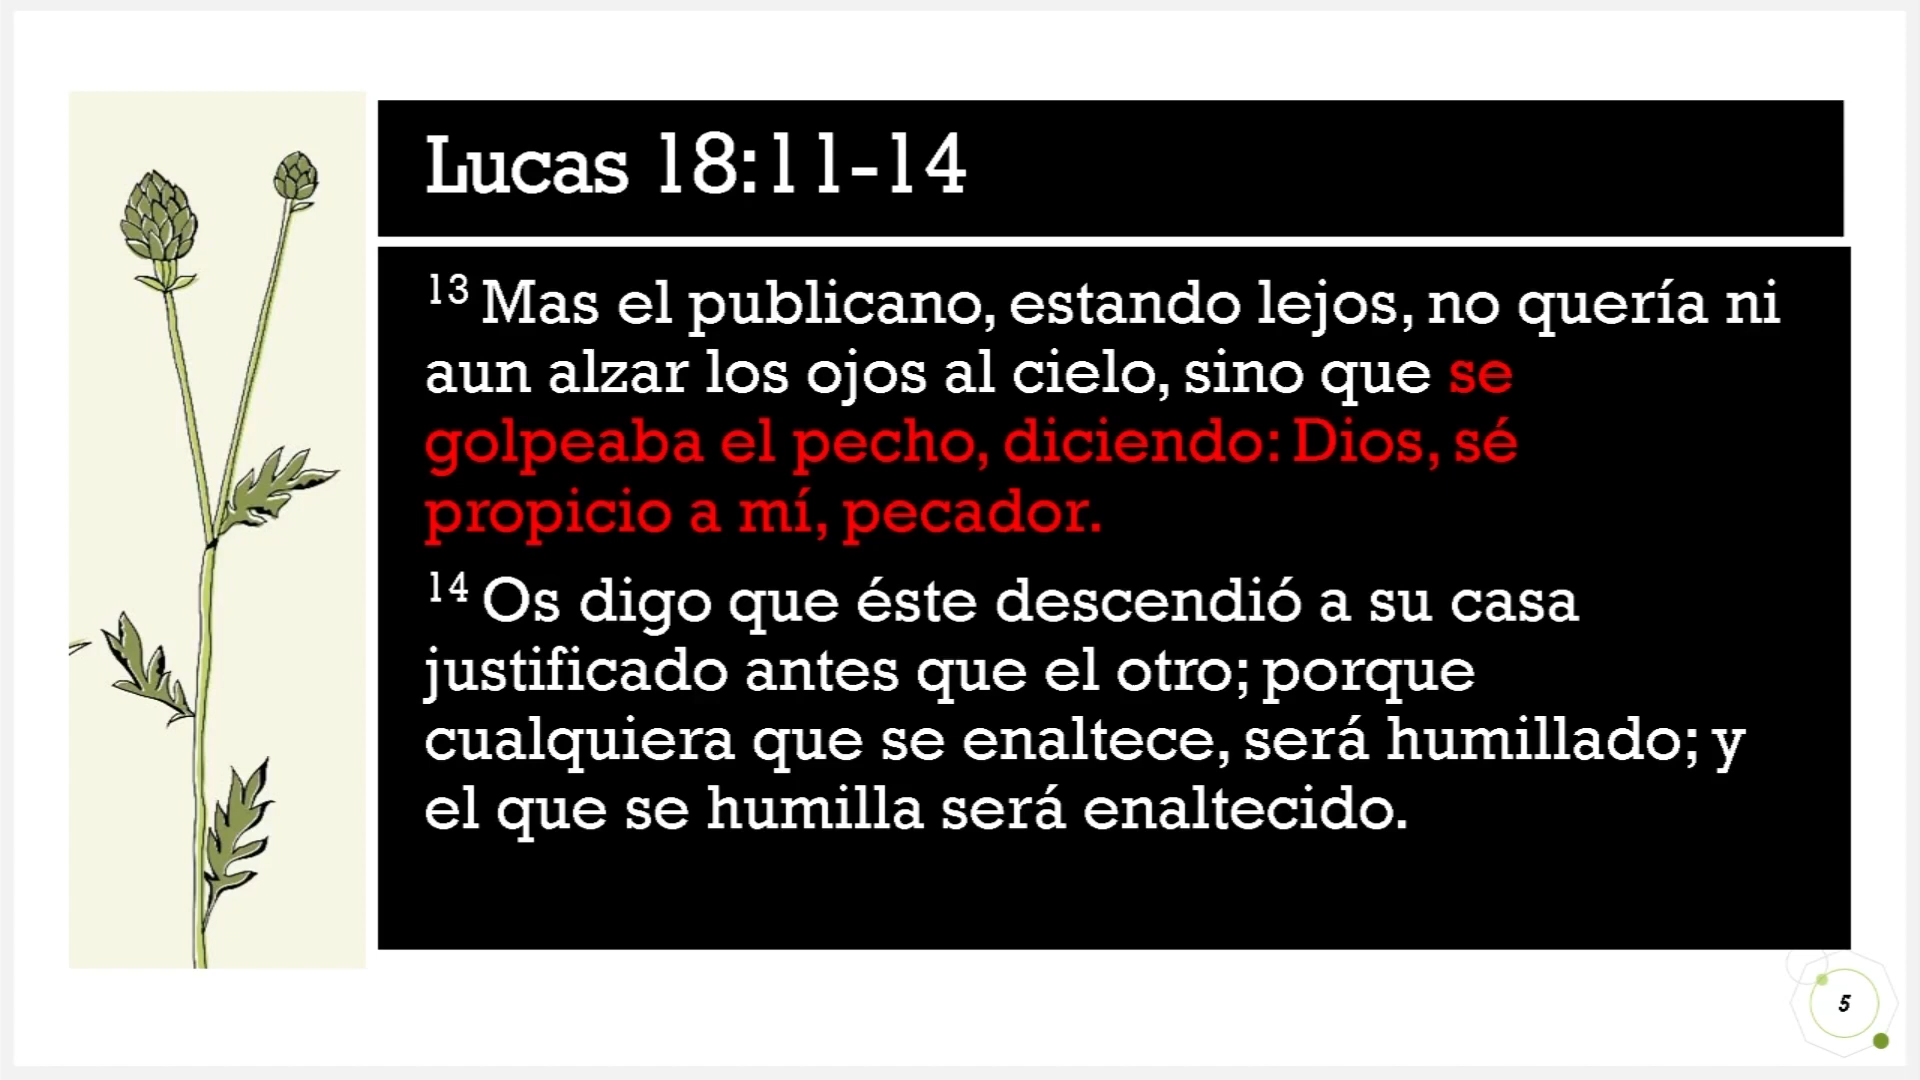 Lucas 18:11-14
13 Mas el publicano, estando lejos, no quería ni
aun alzar los ojos al cielo, sino que se
golpeaba el pecho, diciendo: Dios, sé
propicio a mí, pecador.
14 Os digo que éste descendió a su casa
justificado antes que el otro; porque
cualquiera que se enaltece, será humillado; y
el que se humilla será enaltecido.
5